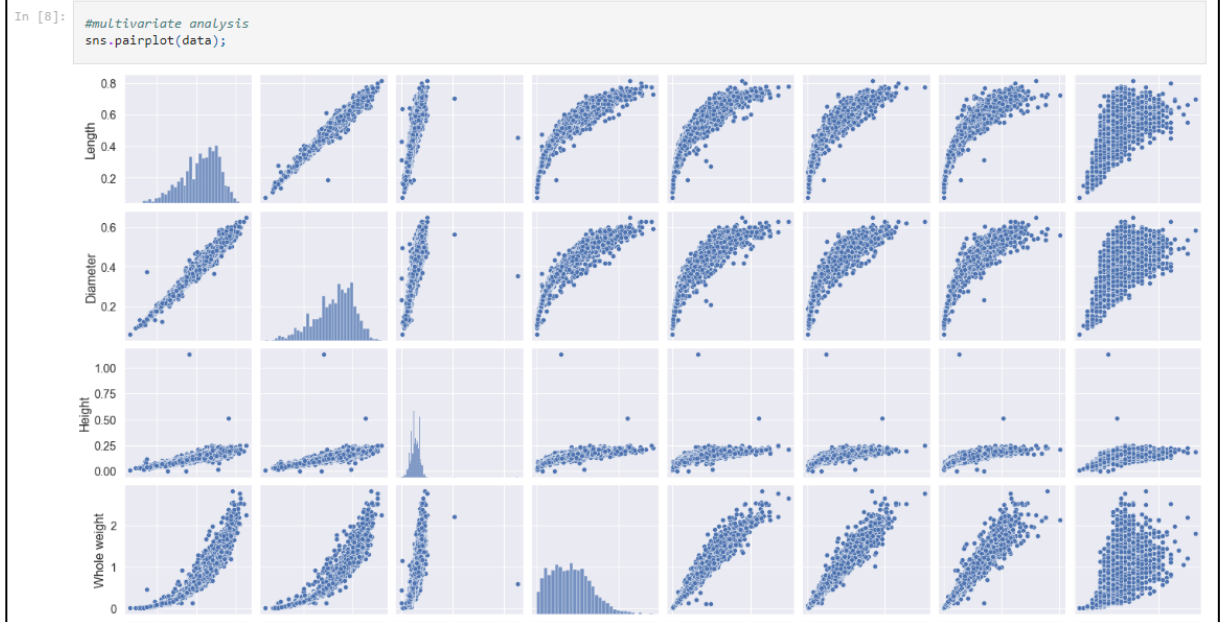 In [8]:
#multivariate analysis
sns.pairplot(data);
0.8
0.6
0.4
0.2
Length
0.6
0.4
0.2
Diameter
1.00
0.75
0.50
0.25
0.00
Height
2
1
0
Whole weight